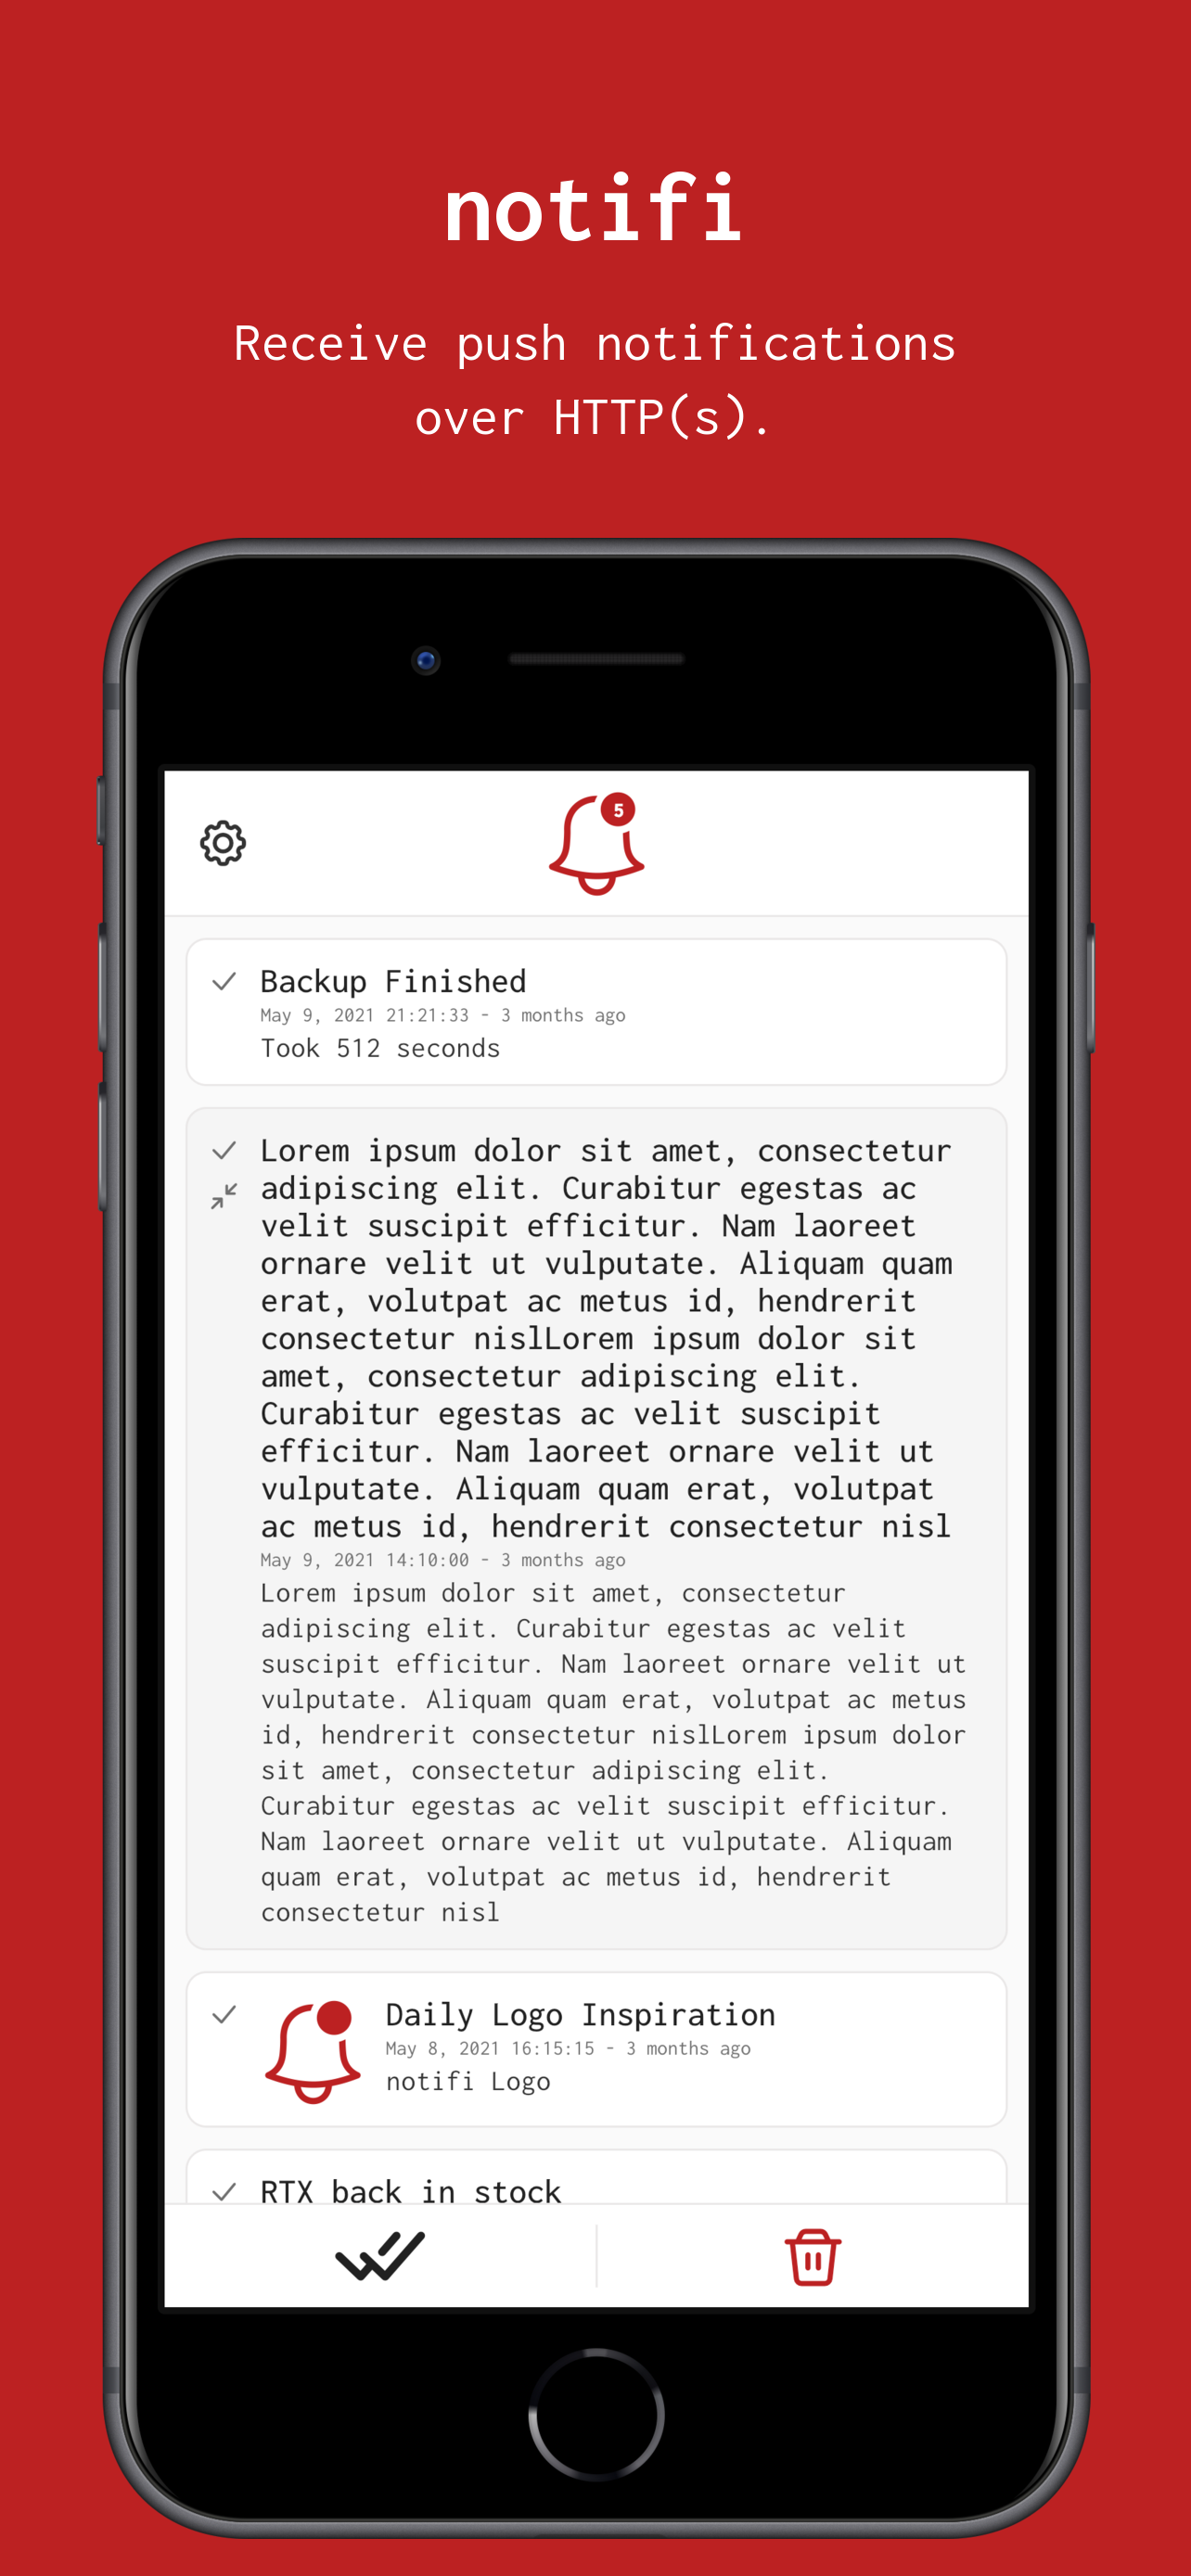 notifi
Receive push notifications
over HTTP(s).
5
Backup Finished
May 9, 2021 21:21:33 - 3 months ago
Took 512 seconds
Lorem ipsum dolor sit amet, consectetur
adipiscing elit. Curabitur egestas ac
velit suscipit efficitur. Nam laoreet
ornare velit ut vulputate. Aliquam quam
erat, volutpat ac metus id, hendrerit
consectetur nislLorem ipsum dolor sit
amet, consectetur adipiscing elit.
Curabitur egestas ac velit suscipit
efficitur. Nam laoreet ornare velit ut
vulputate. Aliquam quam erat, volutpat
ac metus id, hendrerit consectetur nisl
May 9, 2021 14:10:00 - 3 months ago
Lorem ipsum dolor sit amet, consectetur
adipiscing elit. Curabitur egestas ac velit
suscipit efficitur. Nam laoreet ornare velit ut
vulputate. Aliquam quam erat, volutpat ac metus
id, hendrerit consectetur nislLorem ipsum dolor
sit amet, consectetur adipiscing elit.
Curabitur egestas ac velit suscipit efficitur.
Nam laoreet ornare velit ut vulputate. Aliquam
quam erat, volutpat ac metus id, hendrerit
consectetur nisl
Daily Logo Inspiration
May 8, 2021 16:15:15 - 3 months ago
notifi Logo
RTX back in stock